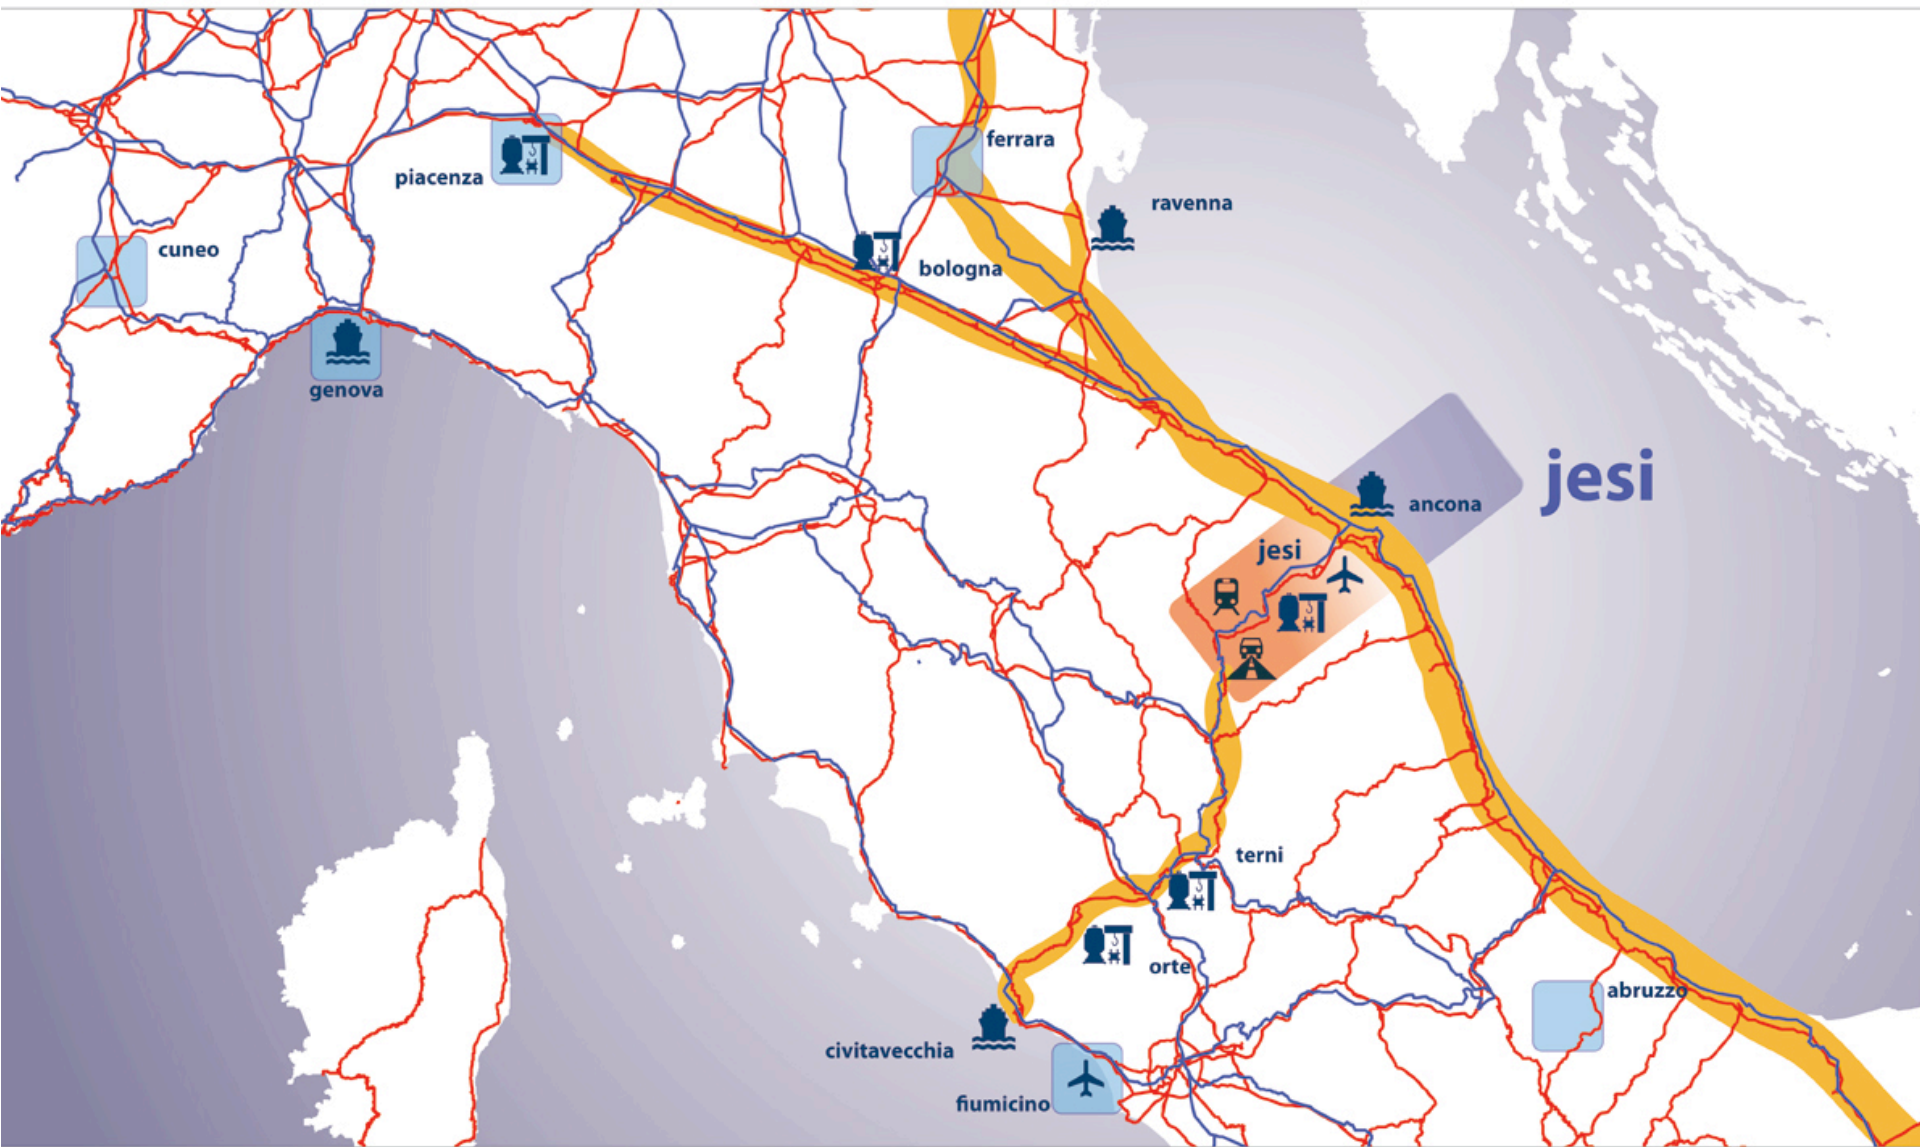 ferrara
piacenza
ravenna
cuneo
bologna
genova
jesi
ancona
jesi
terni
orte
abruzzo
civitavecchia
fiumicino